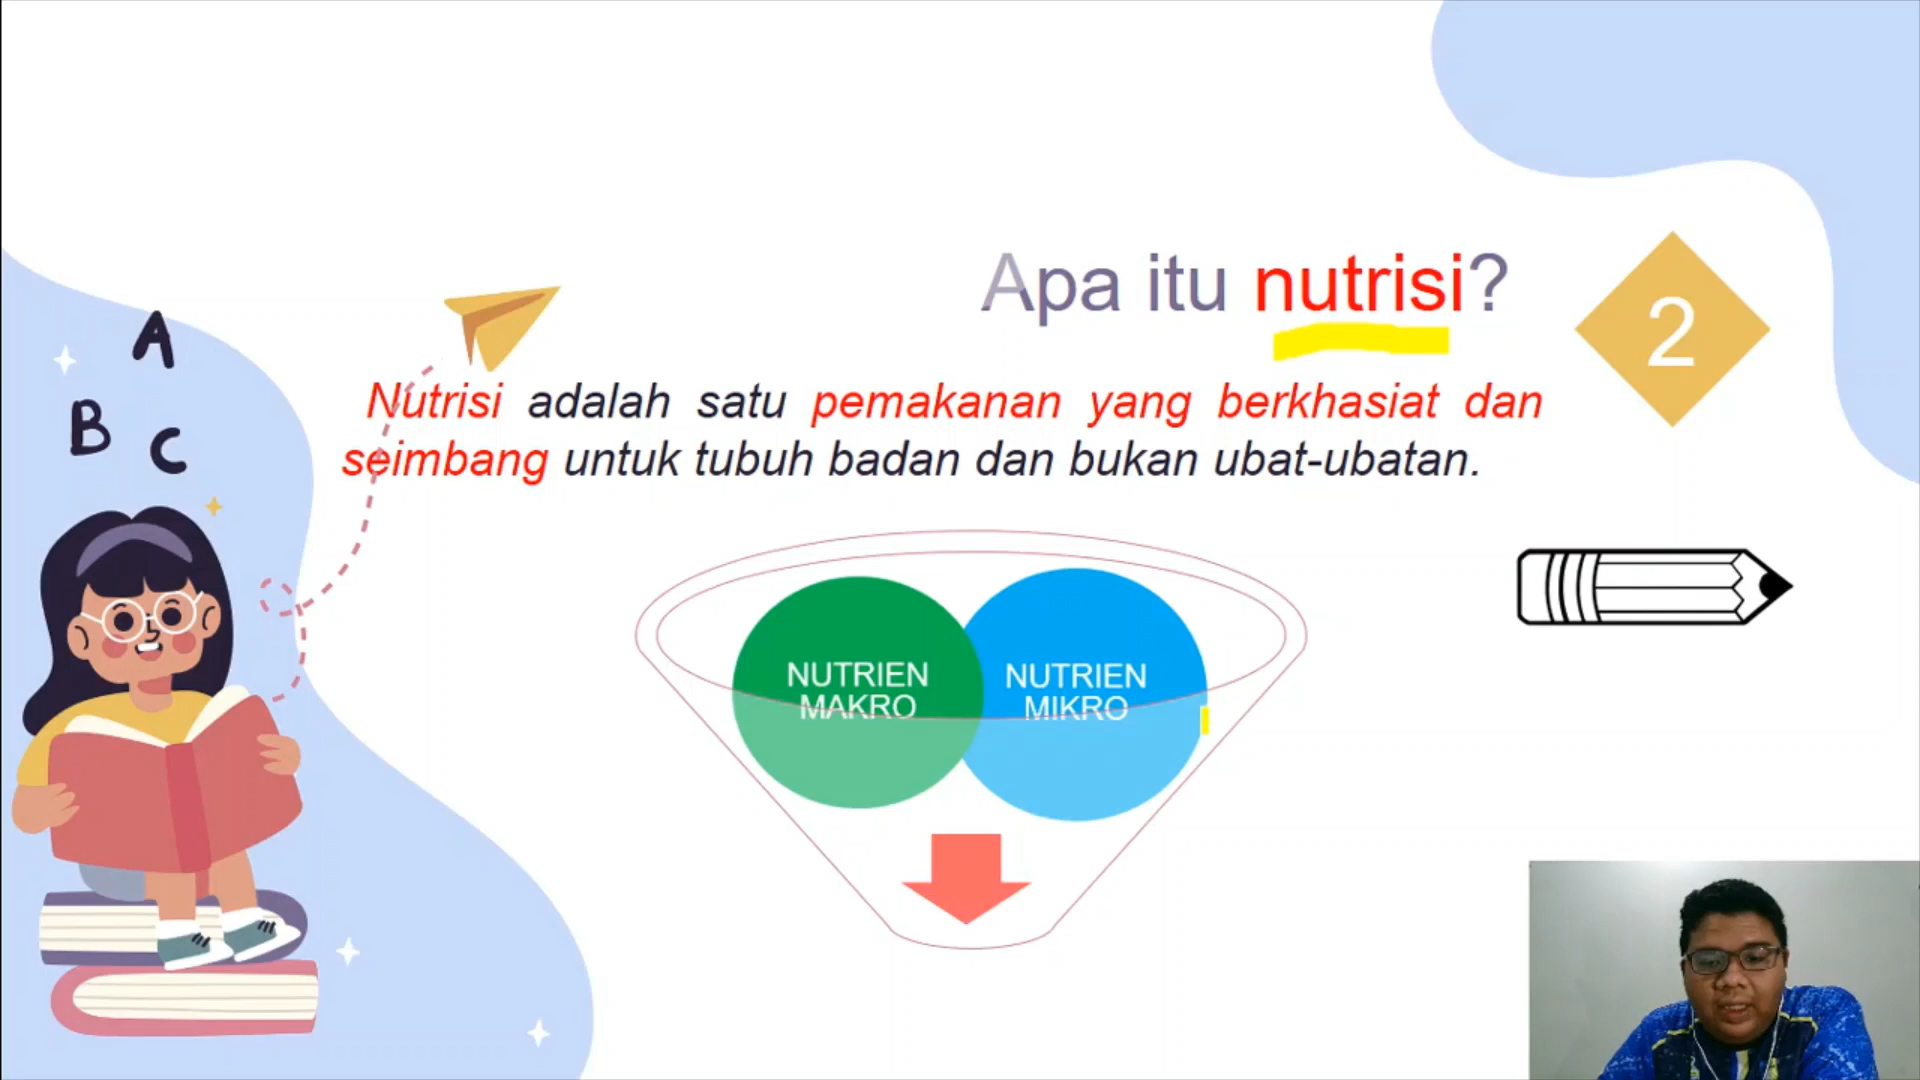 Apa itu nutrisi?
2
Nutrisi adalah satu pemakanan yang berkhasiat dan
seimbang untuk tubuh badan dan bukan ubat-ubatan.
A
B
C
NUTRIEN
MAKRO
NUTRIEN
MIKRO